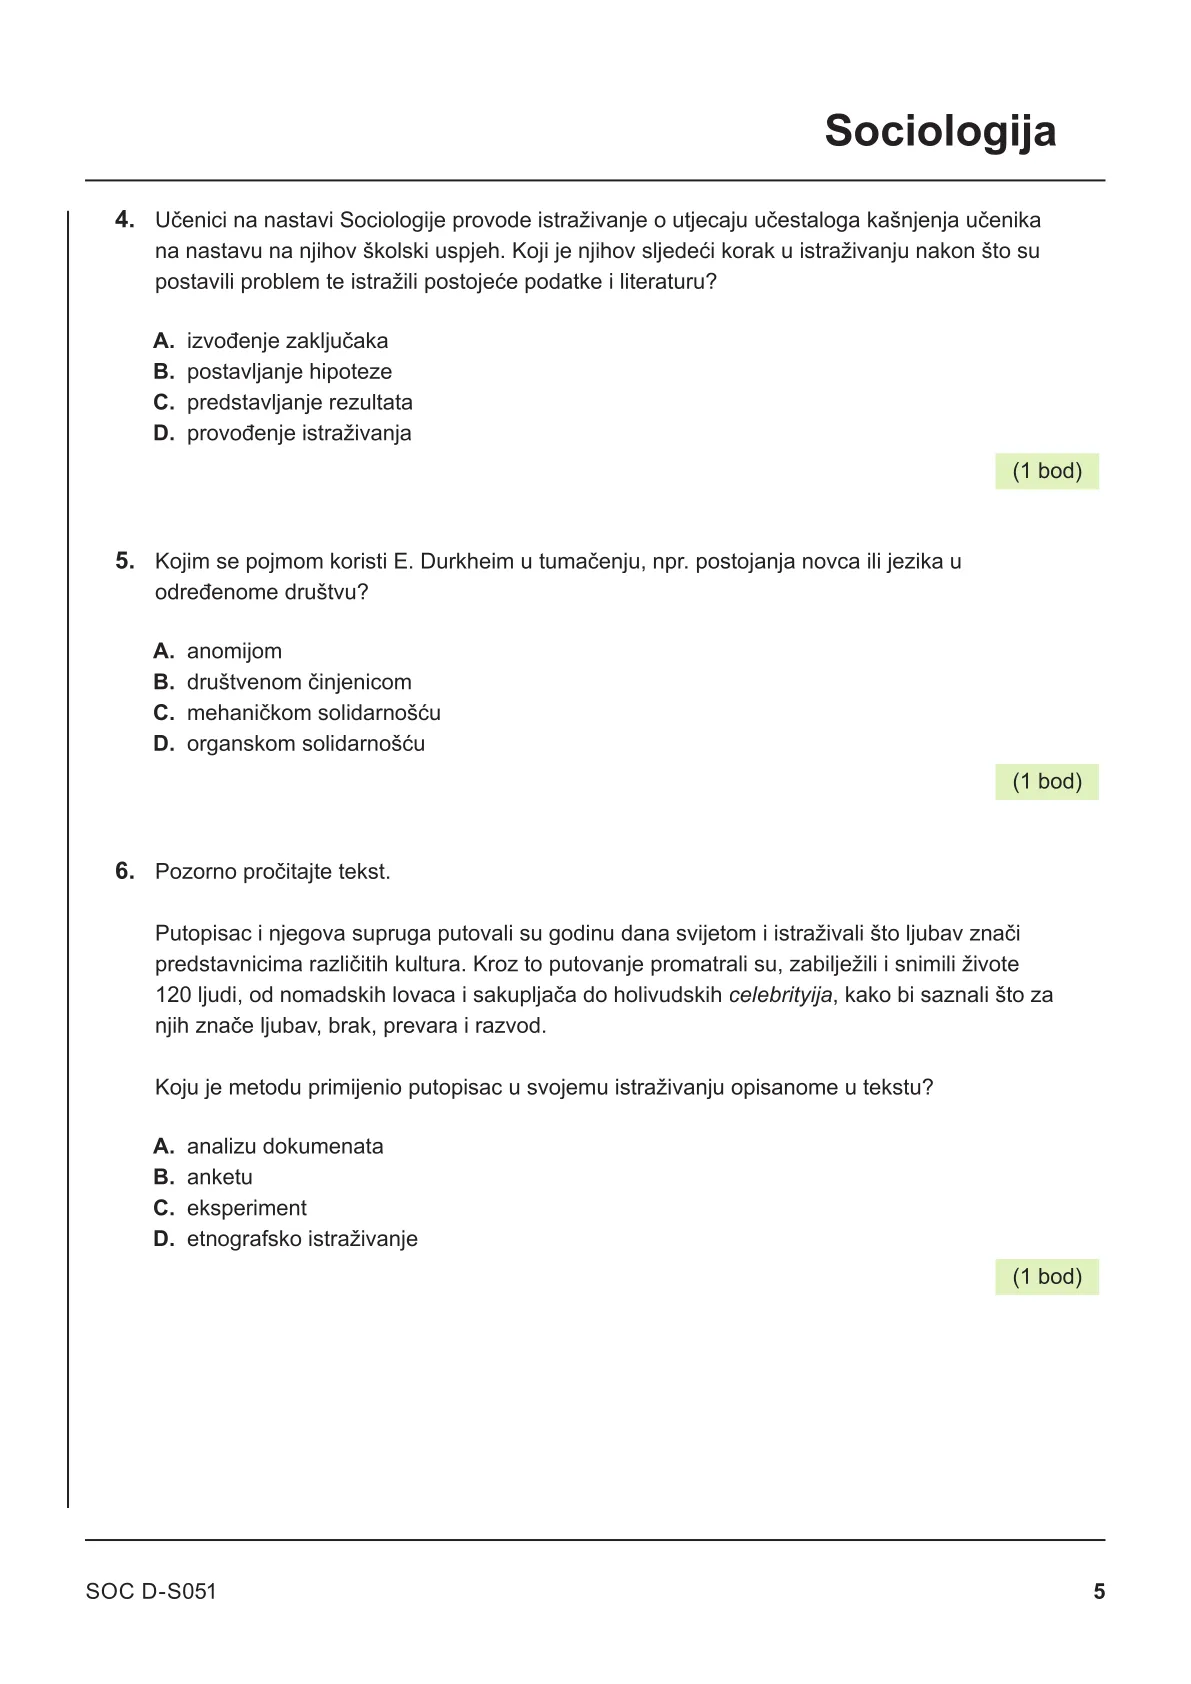 Sociologija
4. Učenici na nastavi Sociologije provode istraživanje o utjecaju učestaloga kašnjenja učenika
na nastavu na njihov školski uspjeh. Koji je njihov sljedeći korak u istraživanju nakon što su
postavili problem te istražili postojeće podatke i literaturu?
A. izvođenje zaključaka
B. postavljanje hipoteze
C. predstavljanje rezultata
D. provođenje istraživanja
(1 bod)
5. Kojim se pojmom koristi E. Durkheim u tumačenju, npr. postojanja novca ili jezika u
određenome društvu?
A. anomijom
B. društvenom činjenicom
C. mehaničkom solidarnošću
D. organskom solidarnošću
(1 bod)
6. Pozorno pročitajte tekst.
Putopisac i njegova supruga putovali su godinu dana svijetom i istraživali što ljubav znači
predstavnicima različitih kultura. Kroz to putovanje promatrali su, zabilježili i snimili živote
120 ljudi, od nomadskih lovaca i sakupljača do holivudskih celebrityija, kako bi saznali što za
njih znače ljubav, brak, prevara i razvod.
Koju je metodu primijenio putopisac u svojemu istraživanju opisanome u tekstu?
A. analizu dokumenata
B. anketu
C. eksperiment
D. etnografsko istraživanje
(1 bod)
SOC D-S051
5